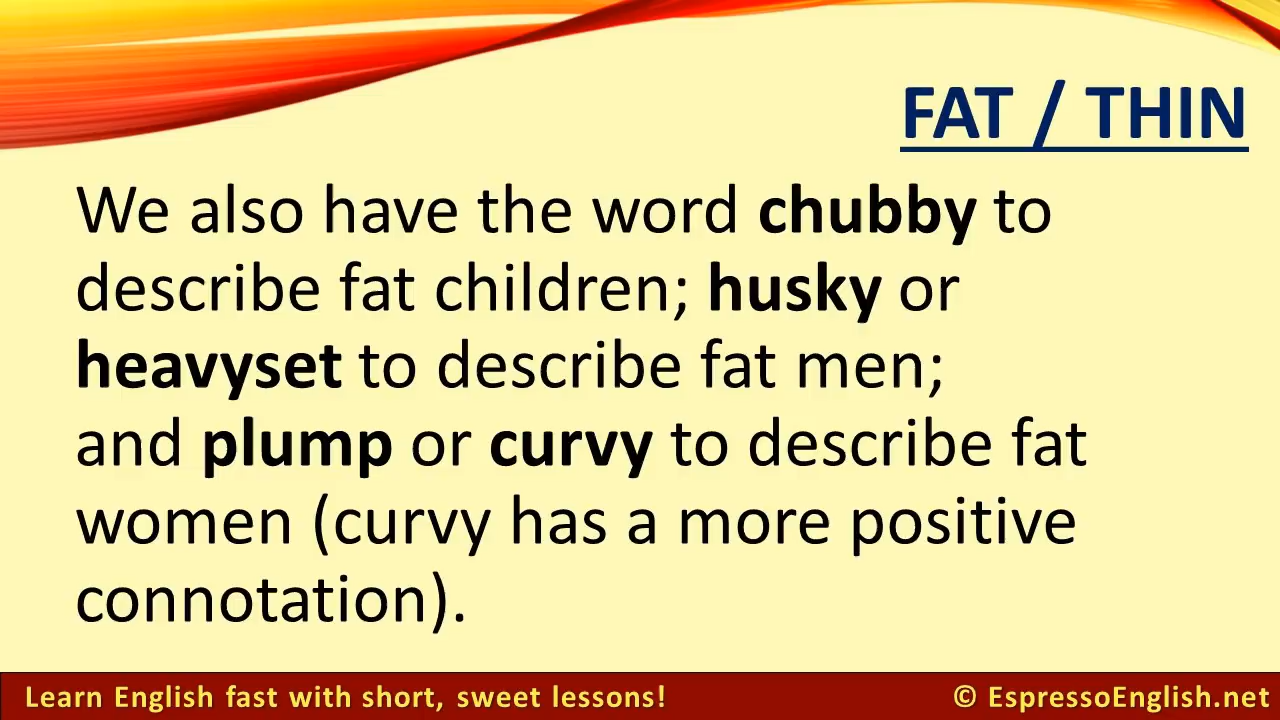 FAT / THIN
We also have the word chubby to
describe fat children; husky or
heavyset to describe fat men;
and plump or curvy to describe fat
women (curvy has a more positive
connotation).
Learn English fast with short, sweet lessons!
© EspressoEnglish.net